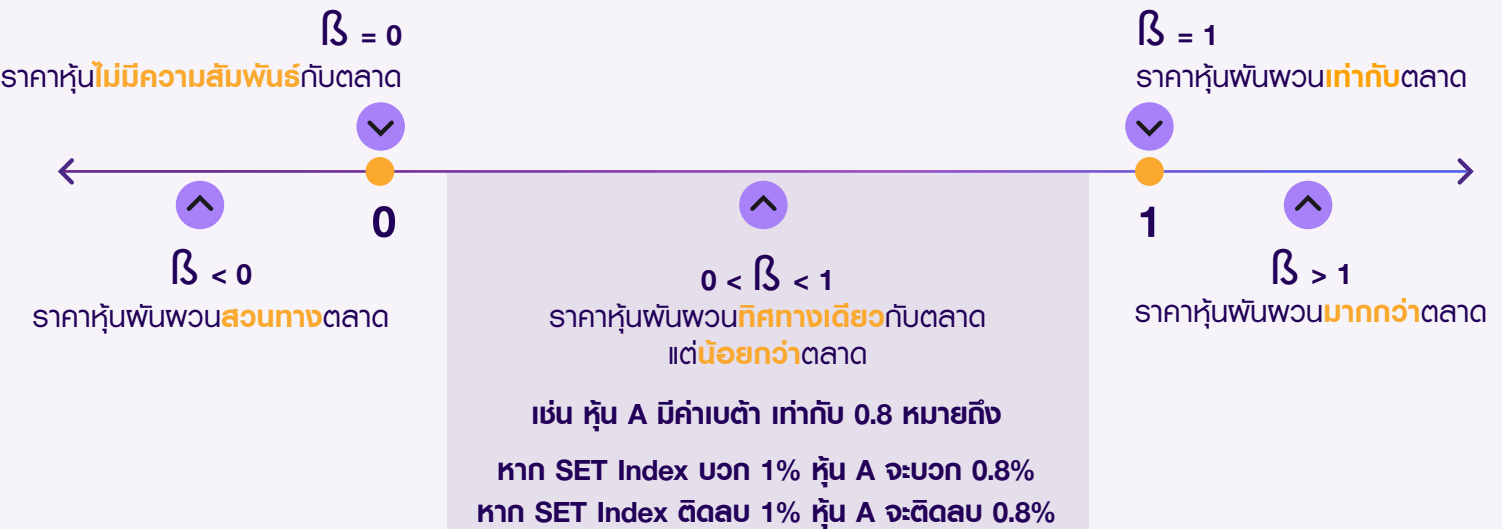 ß = 0
ราคาหุ้นไม่มีความสัมพันธ์กับตลาด
ß = 1
ราคาหุ้นผันผวนเท่ากับตลาด
0
1
ß < 0
ราคาหุ้นผันผวนสวนทางตลาด
0 < ß < 1
ราคาหุ้นผันผวนทิศทางเดียวกับตลาด
แต่น้อยกว่าตลาด
เช่น หุ้น A มีค่าเบต้า เท่ากับ 0.8 หมายถึง
หาก SET Index บวก 1% หุ้น A จะบวก 0.8%
หาก SET Index ติดลบ 1% หุ้น A จะติดลบ 0.8%
ß > 1
ราคาหุ้นผันผวนมากกว่าตลาด